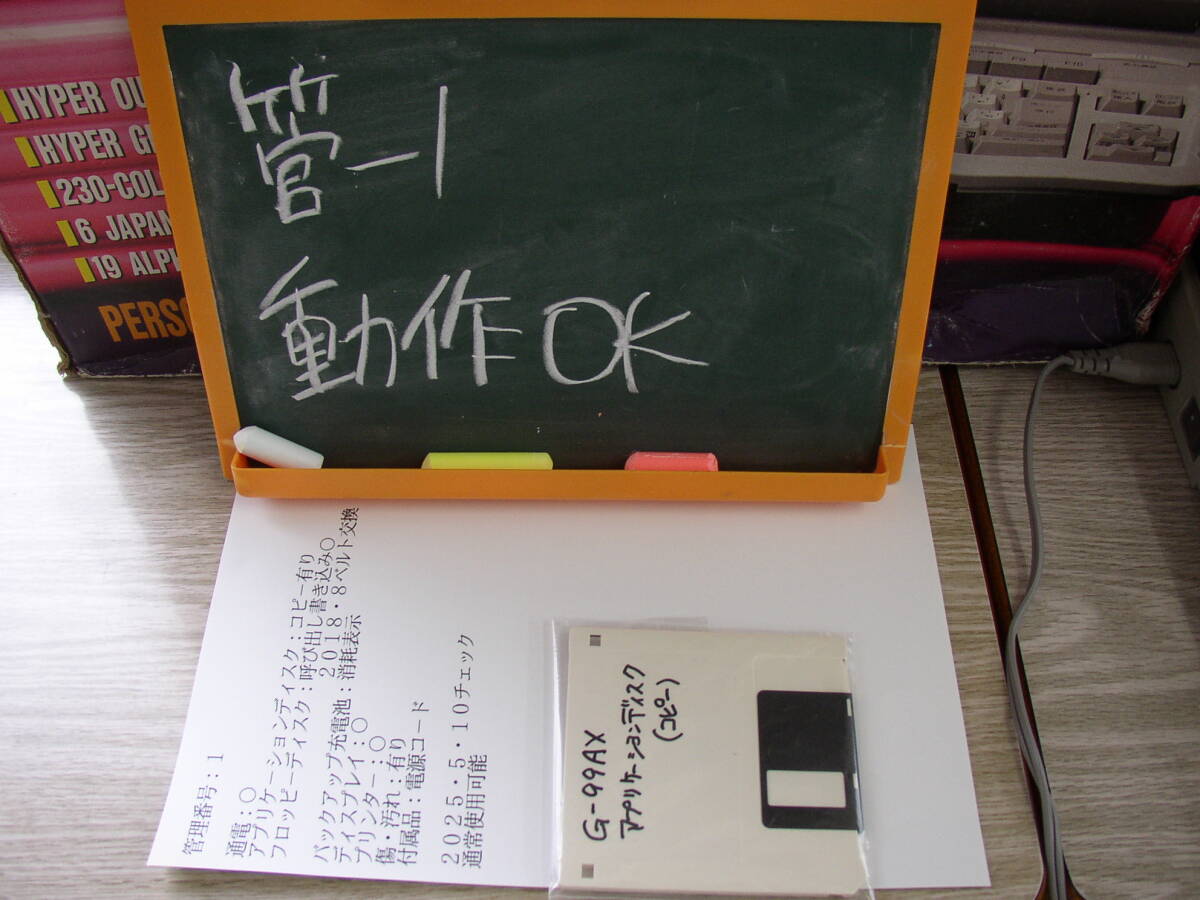 管-1
動作OK
HYPER OU
HYPER G
230-COL
6 JAPAN
19 ALPH
PERSO
管理番号:1
通電:○
アプリケーションディスク:コピー有り
フロッピーディスク:呼び出し書き込み○
2018・8ベルト交換
バックアップ充電池:消耗表示
ディスプレイ:○
プリンター:○
傷・汚れ:有り
付属品:電源コード
2025・5・10チェック
通常使用可能
G-99AX
アプリケーションディスク
(コピー)